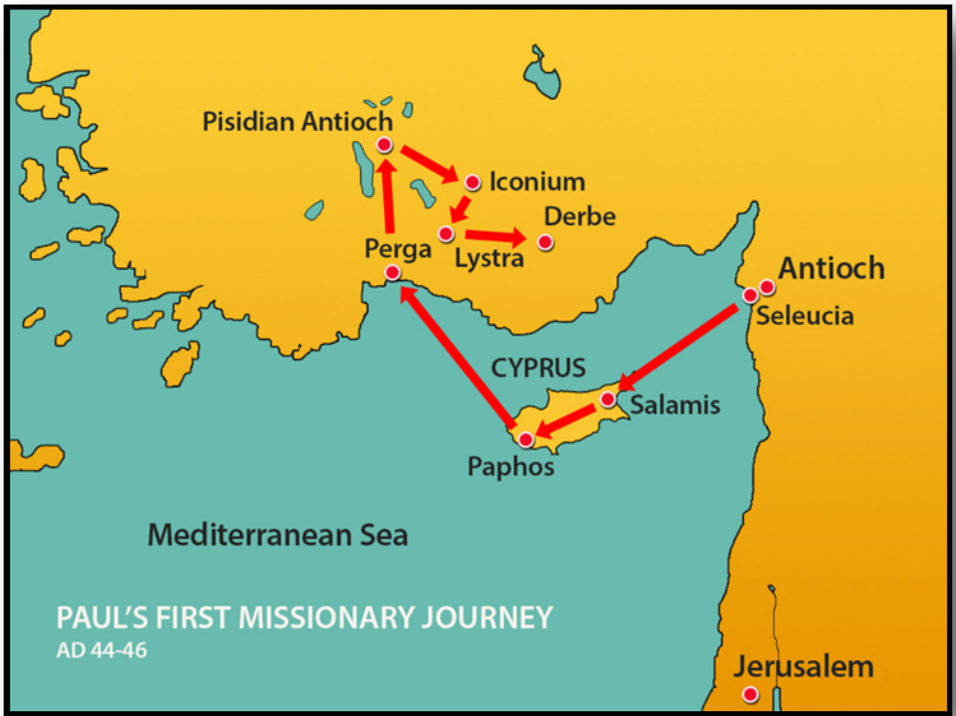 Pisidian Antioch
Iconium
Derbe
Perga
Lystra
Antioch
Seleucia
CYPRUS
Salamis
Paphos
Mediterranean Sea
PAUL'S FIRST MISSIONARY JOURNEY
AD 44-46
Jerusalem